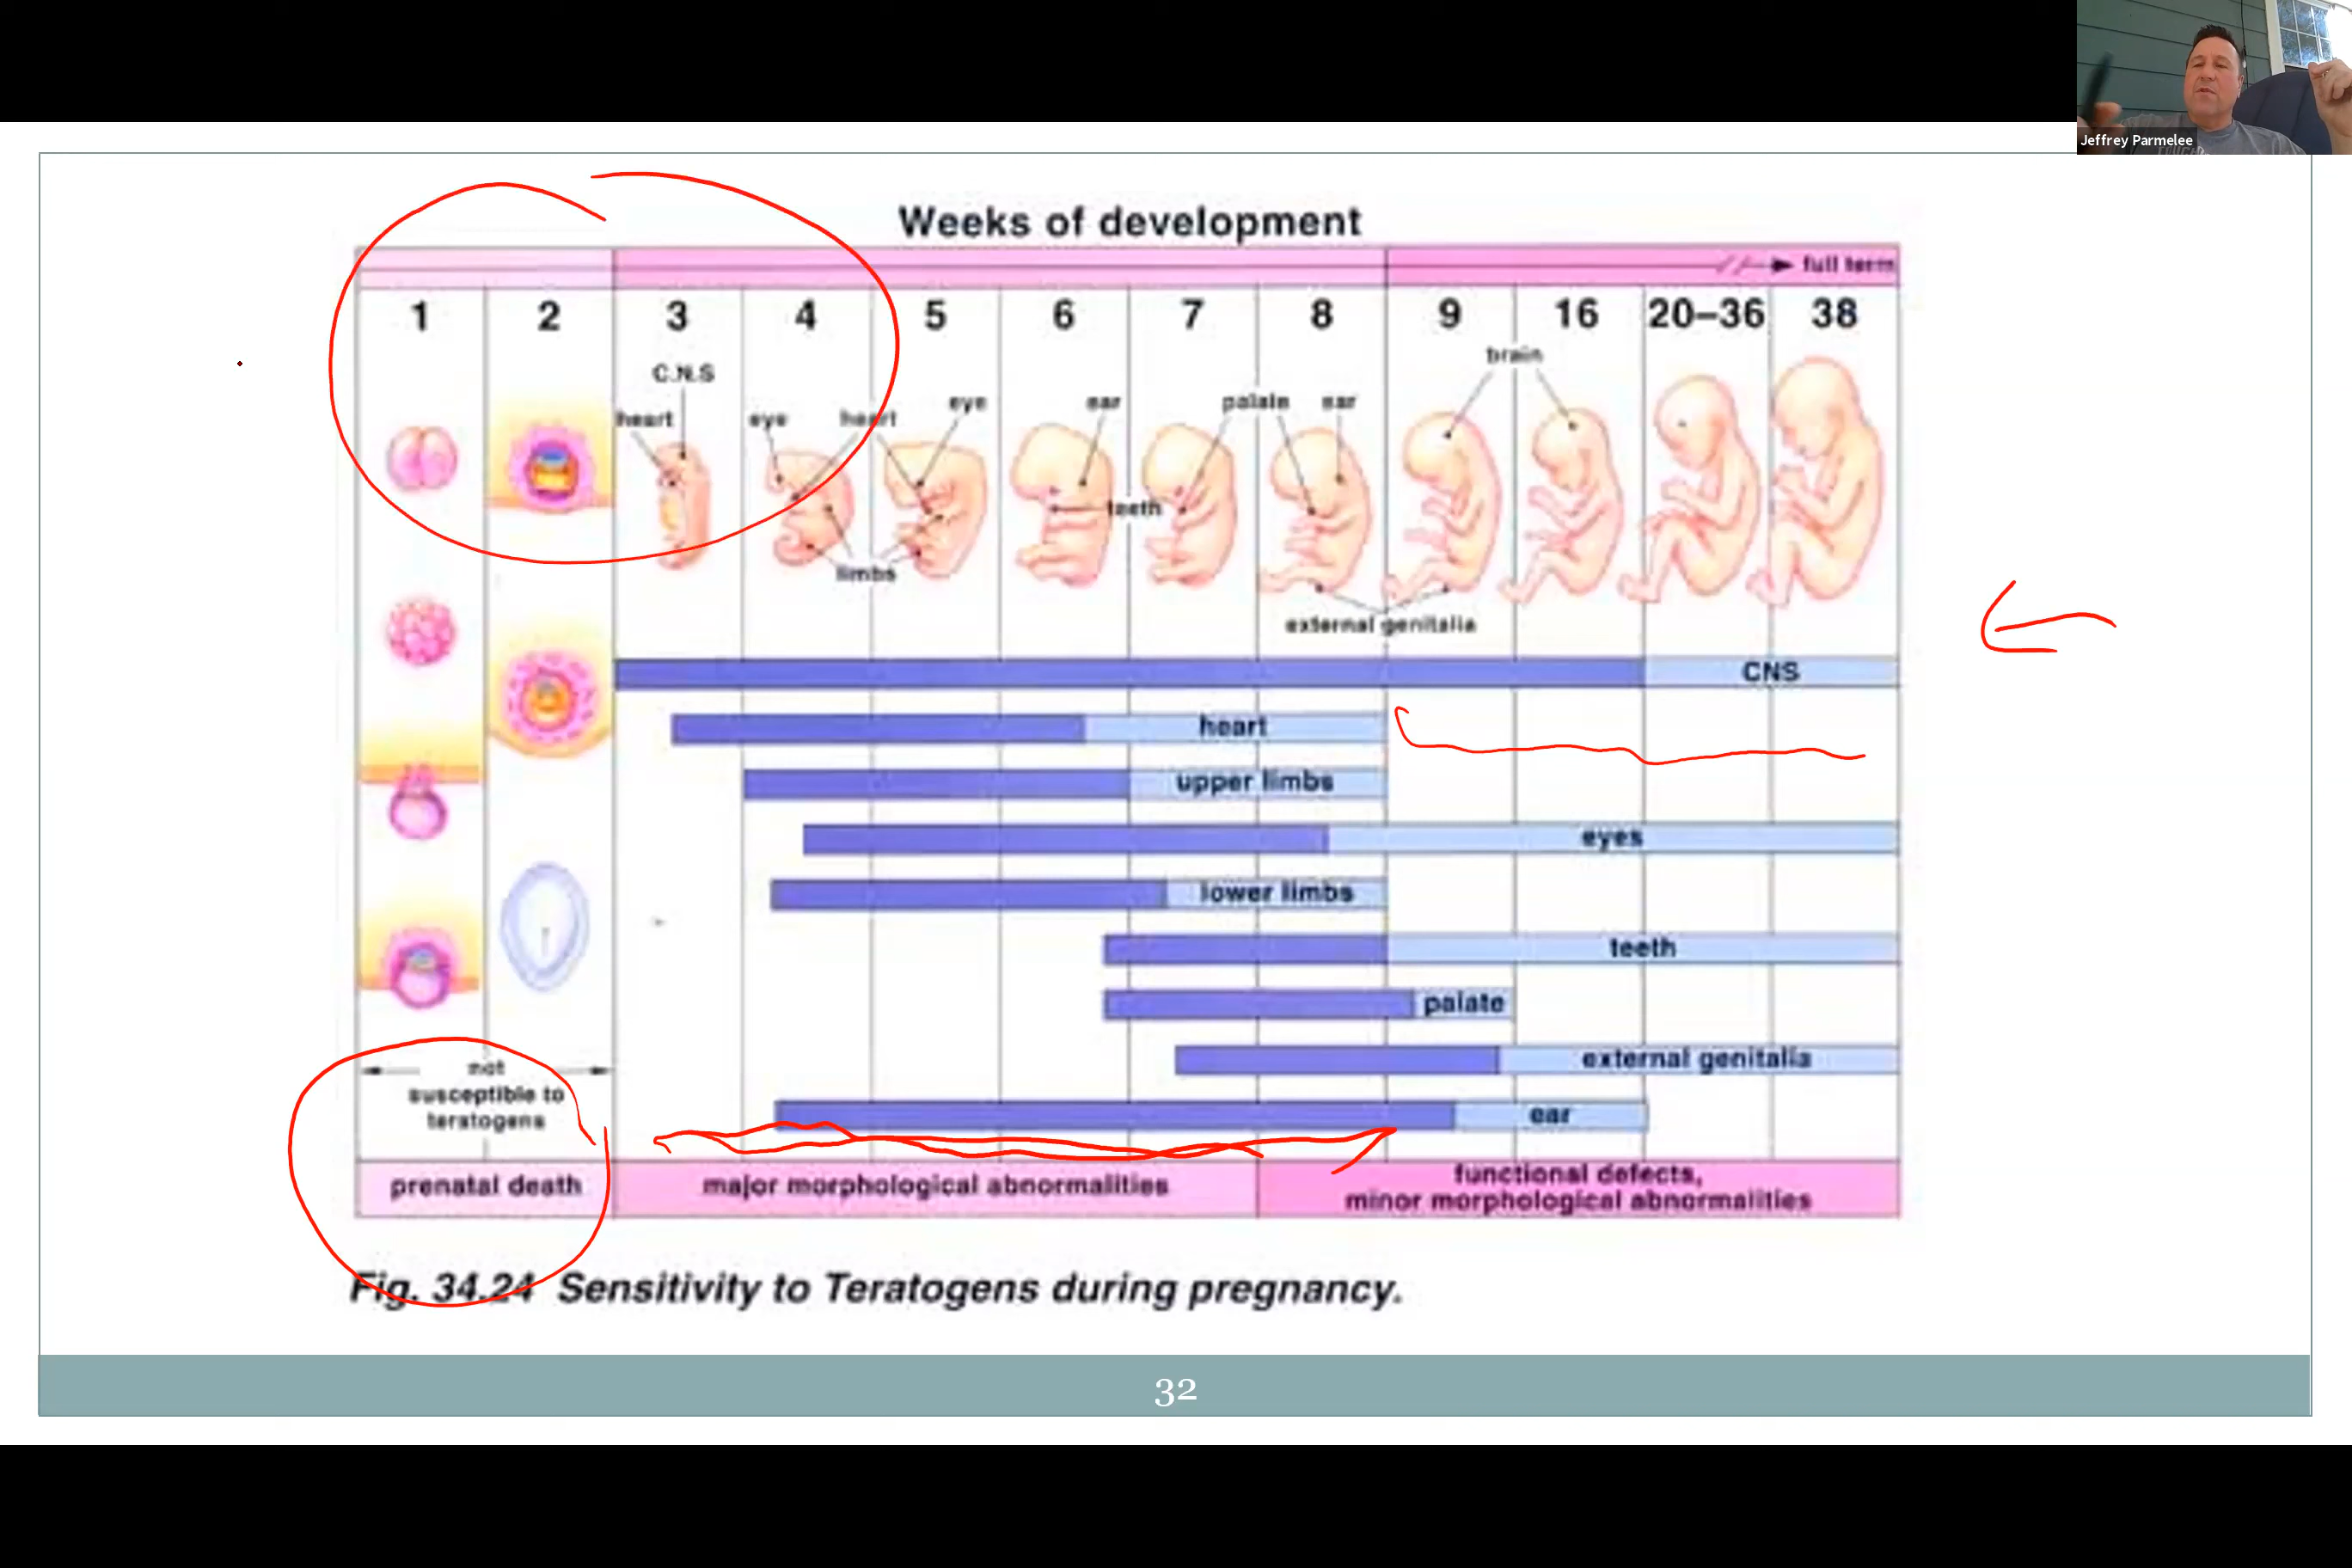 Jeffrey Parmelee
Weeks of development
full term
1 2 3 4 5 6 7 8 9 16 20–36 38
brain
C.N.S
heart eye heart eye ear palate ear
teeth
limbs
external genitalia
CNS
heart
upper limbs
eyes
lower limbs
teeth
palate
external genitalia
ear
not
susceptible to
teratogens
prenatal death
major morphological abnormalities
functional defects,
minor morphological abnormalities
Fig. 34.24 Sensitivity to Teratogens during pregnancy.
32